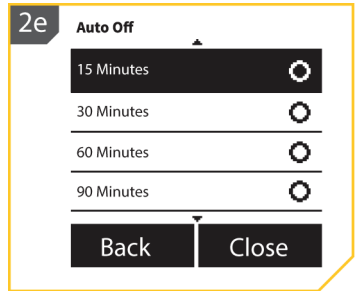 2e
Auto Off
15 Minutes
30 Minutes
60 Minutes
90 Minutes
Back Close